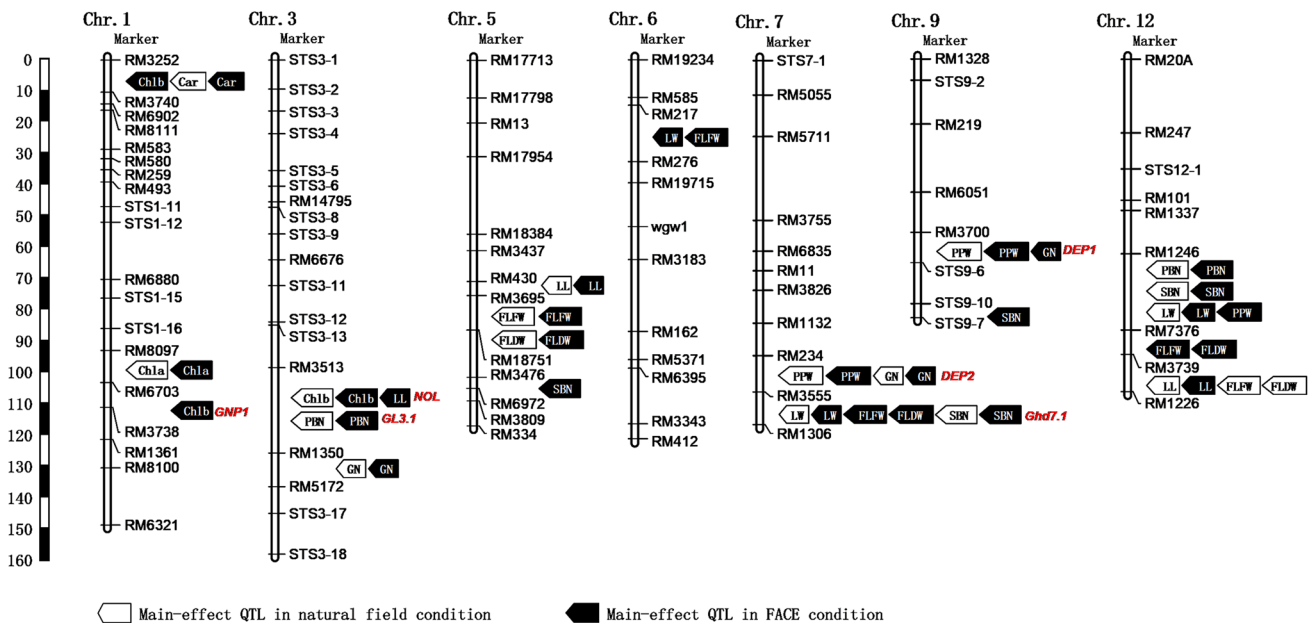 Chr. 1
Marker
RM3252
Chlb Car Car
RM3740
RM6902
RM8111
RM583
RM580
RM259
RM493
STS1-11
STS1-12
RM6880
STS1-15
STS1-16
RM8097
Chla Chla
RM6703
Chlb GNP1
RM3738
RM1361
RM8100
RM6321
Chr. 3
Marker
STS3-1
STS3-2
STS3-3
STS3-4
STS3-5
STS3-6
RM14795
STS3-8
STS3-9
RM6676
STS3-11
STS3-12
STS3-13
RM3513
Chlb Chlb LL NOL
PBN PBN GL3.1
RM1350
GN GN
RM5172
STS3-17
STS3-18
Chr. 5
Marker
RM17713
RM17798
RM13
RM17954
RM18384
RM3437
RM430
LL LL
RM3695
FLFW FLFW
FLDW FLDW
RM18751
RM3476
SBN
RM6972
RM3809
RM334
Chr. 6
Marker
RM19234
RM585
RM217
LW FLFW
RM276
RM19715
wgw1
RM3183
RM162
RM5371
RM6395
RM3343
RM412
Chr. 7
Marker
STS7-1
RM5055
RM5711
RM3755
RM6835
RM11
RM3826
RM1132
RM234
PPW PPW GN GN DEP2
RM3555
LW LW FLFW FLDW SBN SBN Ghd7.1
RM1306
Chr. 9
Marker
RM1328
STS9-2
RM219
RM6051
RM3700
PPW PPW GN DEP1
STS9-6
STS9-10
SBN
STS9-7
Chr. 12
Marker
RM20A
RM247
STS12-1
RM101
RM1337
RM1246
PBN PBN
SBN SBN
LW LW PPW
RM7376
FLFW FLDW
RM3739
LL LL FLFW FLDW
RM1226
0
10
20
30
40
50
60
70
80
90
100
110
120
130
140
150
160
Main-effect QTL in natural field condition
Main-effect QTL in FACE condition